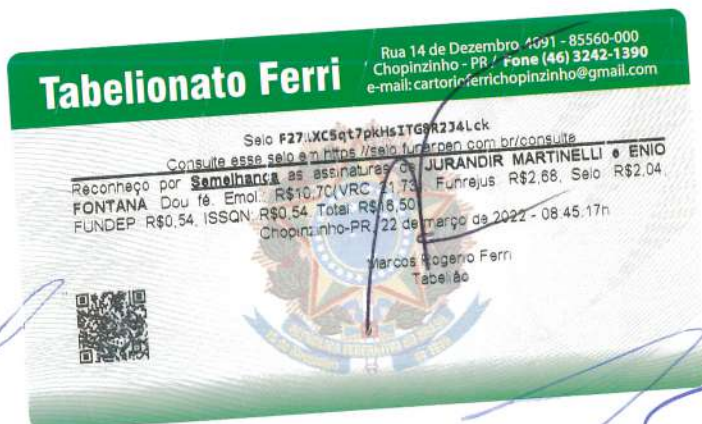 Tabelionato Ferri
Rua 14 de Dezembro 4091 - 85560-000
Chopinzinho - PR / Fone (46) 3242-1390
e-mail: cartorioferrichopinzinho@gmail.com
Selo
Consulte esse selo em https //selo funarpen com br/consulta
Reconheço por Semelhança as assinaturas de JURANDIR MARTINELLI e ENIO
FONTANA Dou fé. Emol.: R$10,70(VRC 21,73 Funrejus R$2,68, Selo R$2,04,
FUNDEP R$0,54, ISSQN: R$0,54, Total R$16,50
Chopinzinho-PR, 22 de março de 2022 - 08:45:17h
Marcos Rogerio Ferri
Tabelião